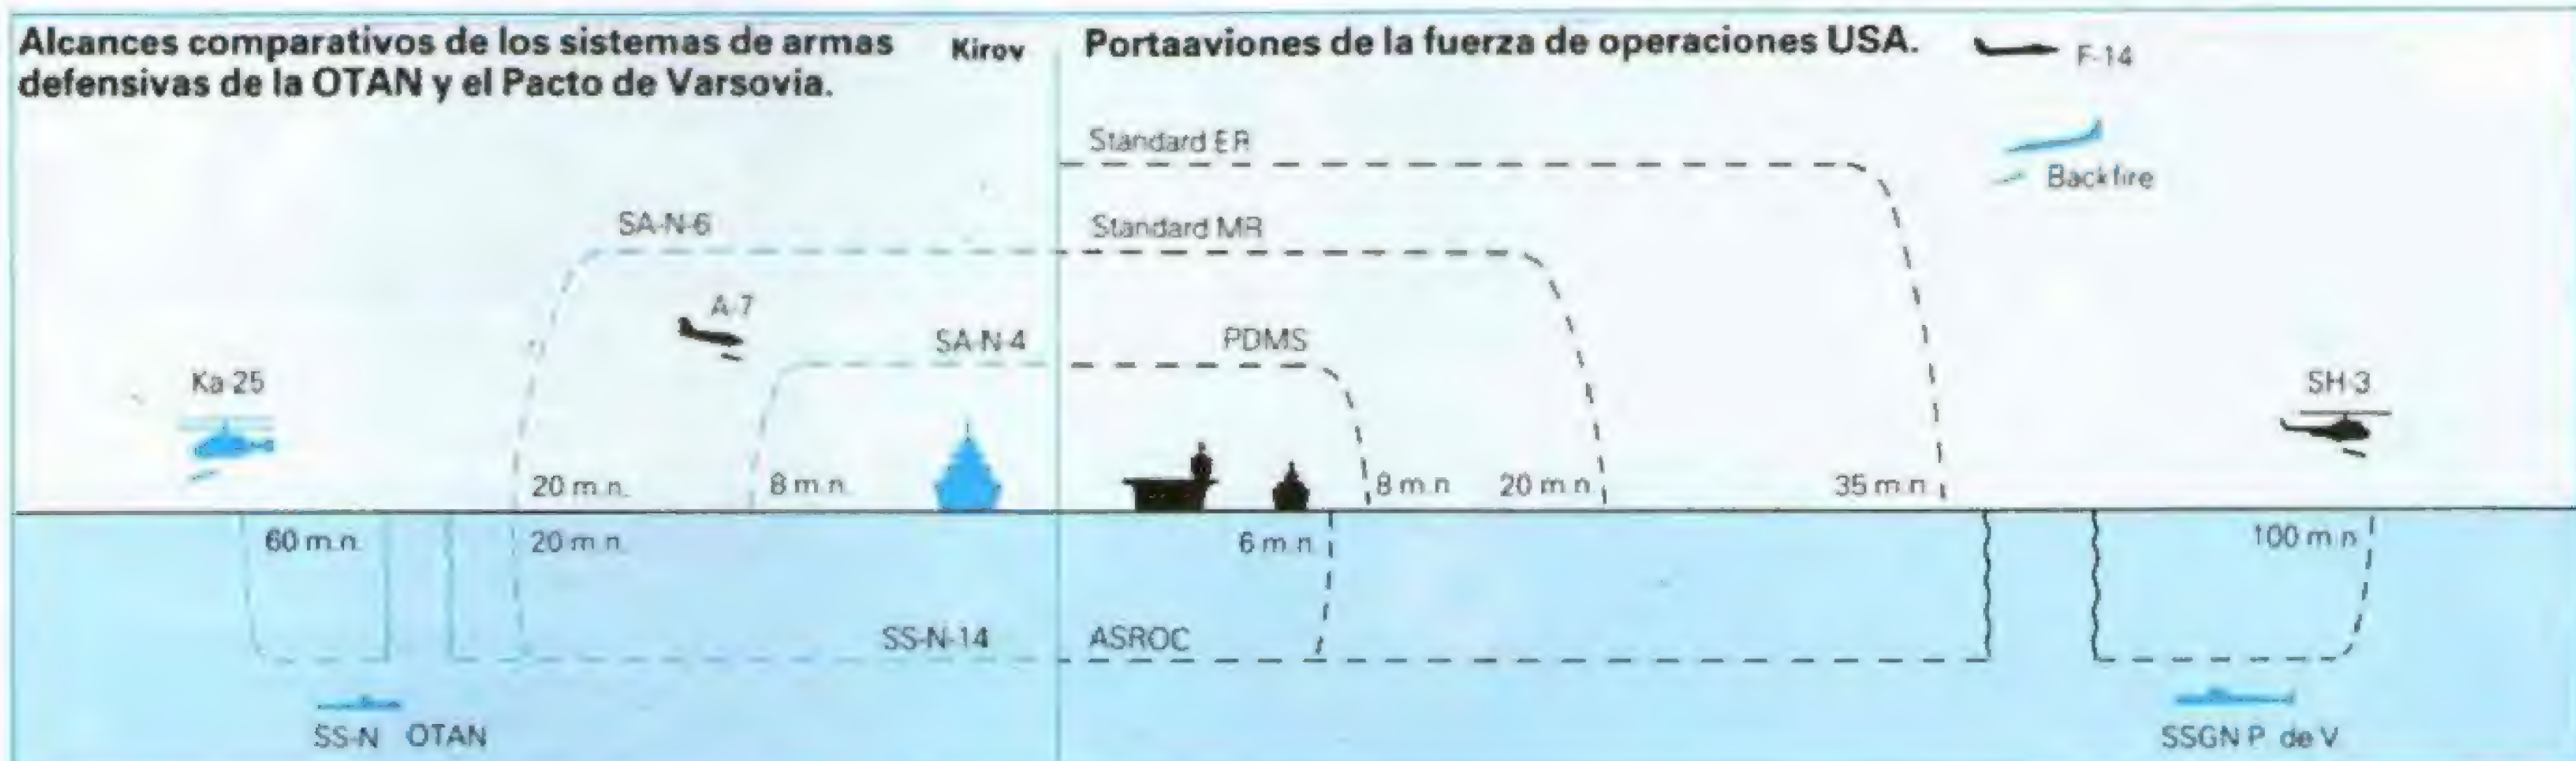 Alcances comparativos de los sistemas de armas
defensivas de la OTAN y el Pacto de Varsovia.
Kirov
Portaaviones de la fuerza de operaciones USA.
F-14
Backfire
Standard ER
Standard MR
SA-N-6
A-7
SA-N-4
PDMS
Ka-25
SH-3
20 m.n.
8 m.n.
8 m.n.
20 m.n.
35 m.n.
60 m.n.
20 m.n.
6 m.n.
100 m.n.
SS-N-14
ASROC
SS-N OTAN
SSGN P. de V.